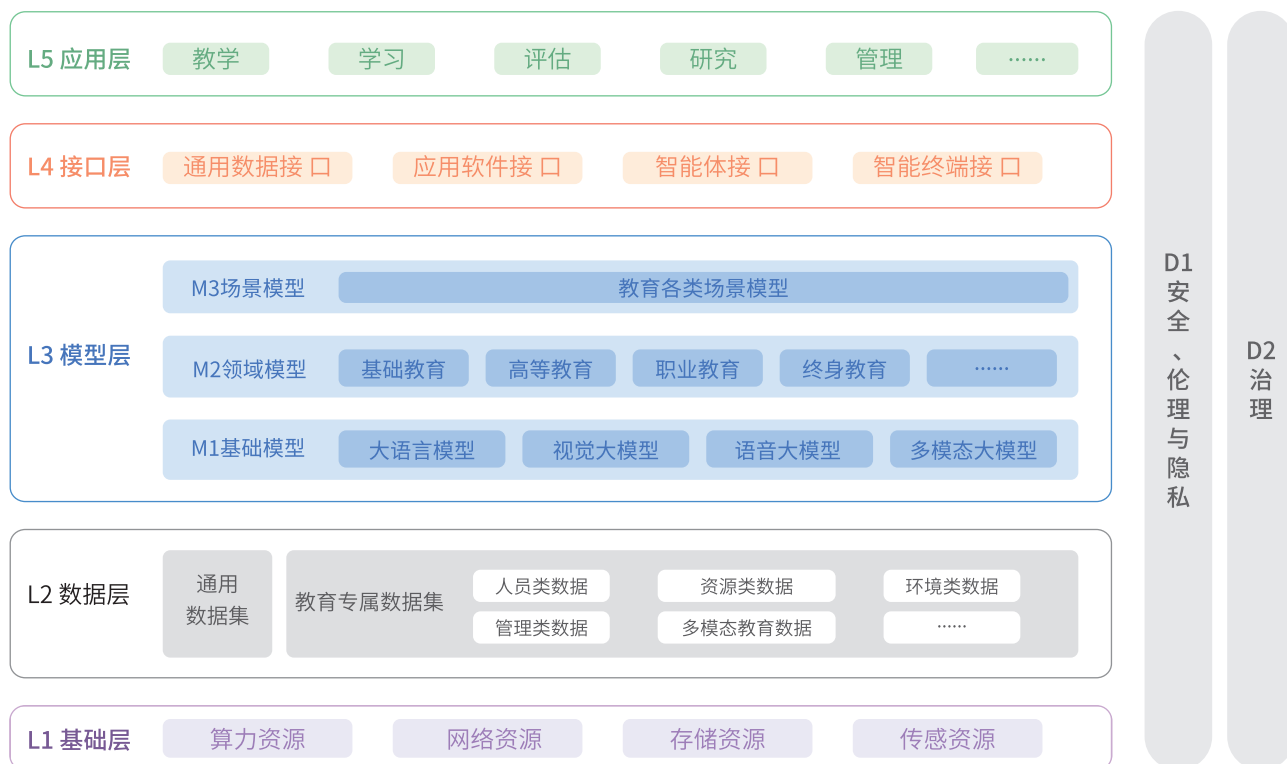 L5 应用层 教学 学习 评估 研究 管理 ······
L4 接口层 通用数据接 口 应用软件接 口 智能体接 口 智能终端接 口
L3 模型层
M3场景模型 教育各类场景模型
M2领域模型 基础教育 高等教育 职业教育 终身教育 ······
M1基础模型 大语言模型 视觉大模型 语音大模型 多模态大模型
L2 数据层
通用
数据集
教育专属数据集
人员类数据 资源类数据 环境类数据
管理类数据 多模态教育数据 ······
L1 基础层 算力资源 网络资源 存储资源 传感资源
D1安全、伦理与隐私
D2治理